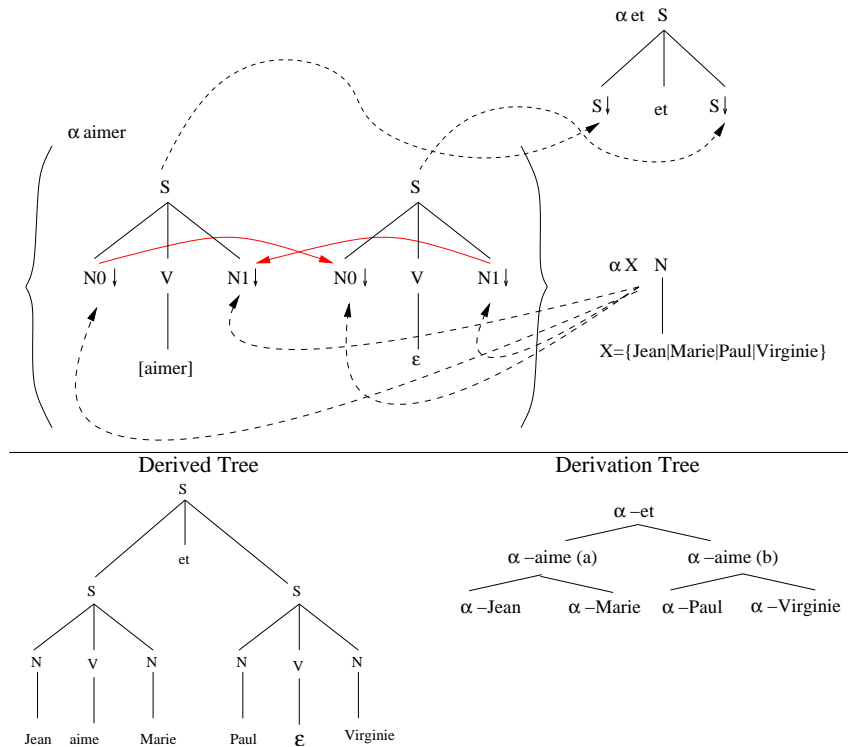 α et S
S↓ et S↓
α aimer
S S
N0↓ V N1↓ N0↓ V N1↓
α X N
[aimer] ε
X={Jean|Marie|Paul|Virginie}
Derived Tree Derivation Tree
S
α –et
et
α –aime (a) α –aime (b)
S S
α –Jean α –Marie α –Paul α –Virginie
N V N N V N
Jean aime Marie Paul ε Virginie